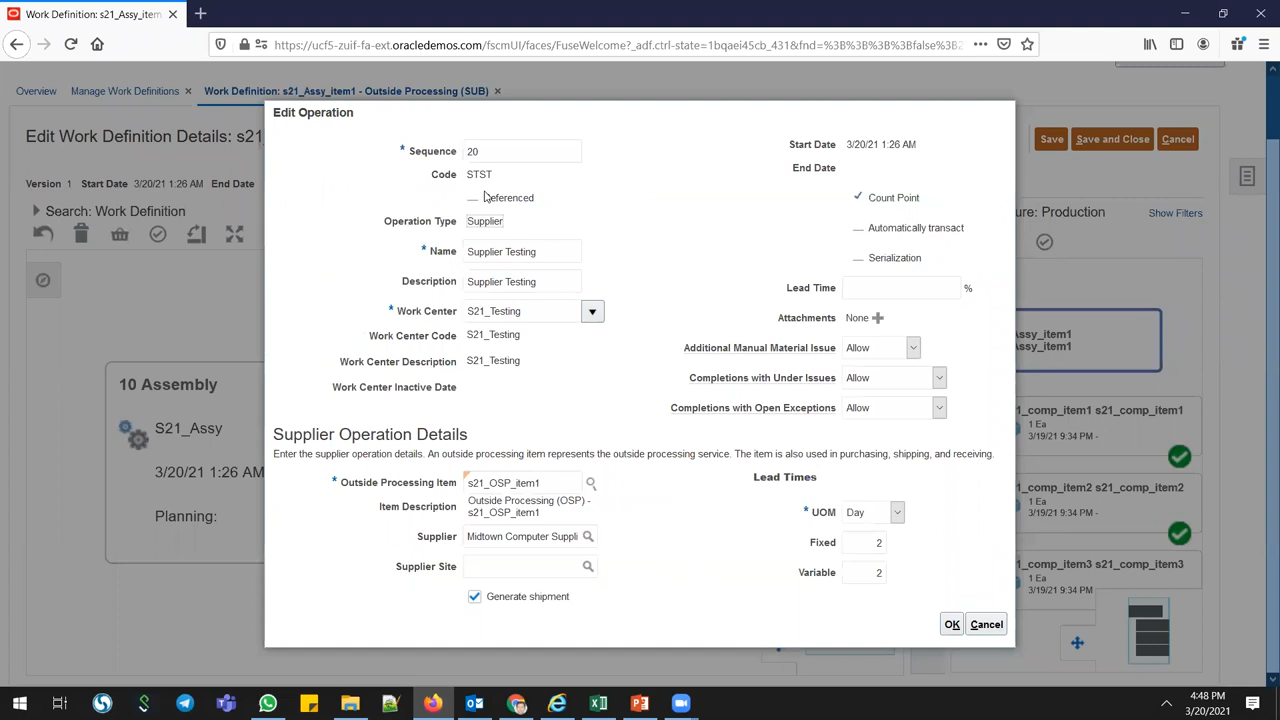 Work Definition: s21_Assy_item
https://ucf5-zuif-fa-ext.oracledemos.com/fscmUI/faces/FuseWelcome?_adf.ctrl-state=1bqaei45cb_431&fnd=%3B%3B%3B%3Bfalse%3B%3B
Overview
Manage Work Definitions
Work Definition: s21_Assy_item1 - Outside Processing (SUB)
Edit Work Definition Details: s21
Save
Save and Close
Cancel
Version 1 Start Date 3/20/21 1:26 AM End Date
Search: Work Definition
ure: Production
Show Filters
10 Assembly
S21_Assy
3/20/21 1:26 AM
Planning:
Assy_item1
Assy_item1
_comp_item1 s21_comp_item1
1 Ea
3/19/21 9:34 PM -
_comp_item2 s21_comp_item2
1 Ea
3/19/21 9:34 PM -
_comp_item3 s21_comp_item3
1 Ea
3/19/21 9:34 PM -
Edit Operation
* Sequence 20
Code STST
eferenced
Operation Type Supplier
* Name Supplier Testing
Description Supplier Testing
* Work Center S21_Testing
Work Center Code S21_Testing
Work Center Description S21_Testing
Work Center Inactive Date
Start Date 3/20/21 1:26 AM
End Date
Count Point
Automatically transact
Serialization
Lead Time %
Attachments None
Additional Manual Material Issue Allow
Completions with Under Issues Allow
Completions with Open Exceptions Allow
Supplier Operation Details
Enter the supplier operation details. An outside processing item represents the outside processing service. The item is also used in purchasing, shipping, and receiving.
* Outside Processing Item s21_OSP_item1
Item Description Outside Processing (OSP) -
s21_OSP_item1
Supplier Midtown Computer Suppli
Supplier Site
Generate shipment
Lead Times
* UOM Day
Fixed 2
Variable 2
OK
Cancel
4:48 PM
3/20/2021